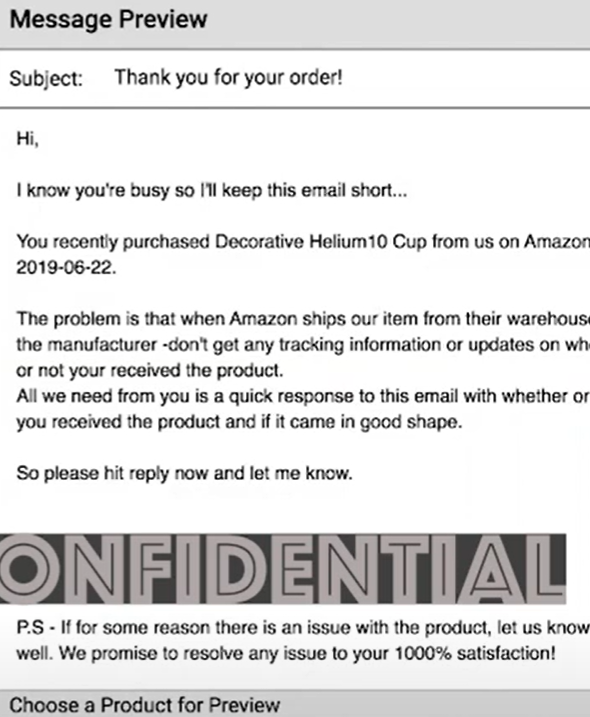 Message Preview
Subject: Thank you for your order!
Hi,
I know you're busy so I'll keep this email short...
You recently purchased Decorative Helium10 Cup from us on Amazon
2019-06-22.
The problem is that when Amazon ships our item from their warehouse
the manufacturer -don't get any tracking information or updates on wh
or not your received the product.
All we need from you is a quick response to this email with whether or
you received the product and if it came in good shape.
So please hit reply now and let me know.
ONFIDENTIAL
P.S - If for some reason there is an issue with the product, let us know
well. We promise to resolve any issue to your 1000% satisfaction!
Choose a Product for Preview